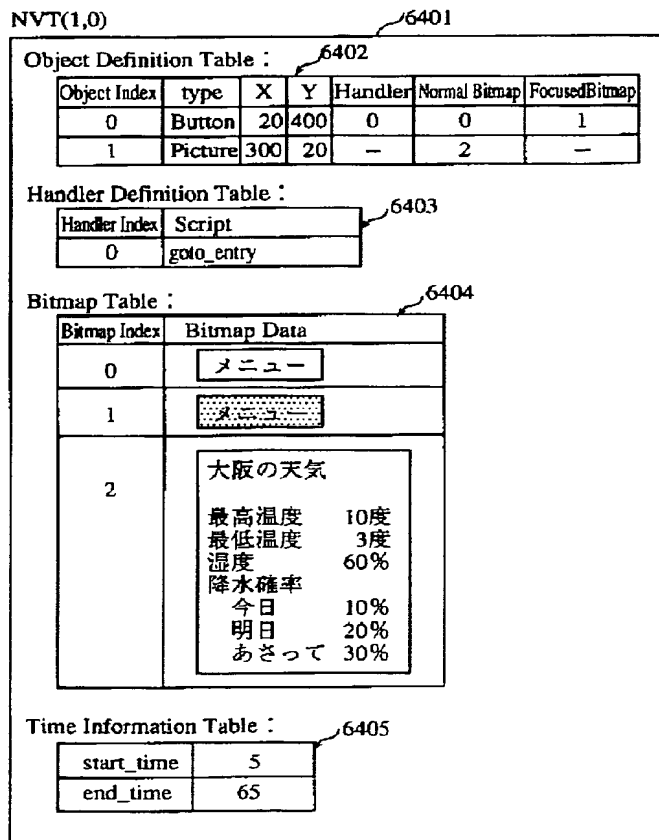 NVT(1,0)
6401
Object Definition Table :
6402
Object Index type X Y Handler Normal Bitmap FocusedBitmap
0 Button 20 400 0 0 1
1 Picture 300 20 — 2 —
Handler Definition Table :
6403
Handler Index Script
0 goto_entry
Bitmap Table :
6404
Bitmap Index Bitmap Data
0 メニュー
1 メニュー
2
大阪の天気
最高温度 10度
最低温度 3度
湿度 60%
降水確率
今日 10%
明日 20%
あさって 30%
Time Information Table :
6405
start_time 5
end_time 65